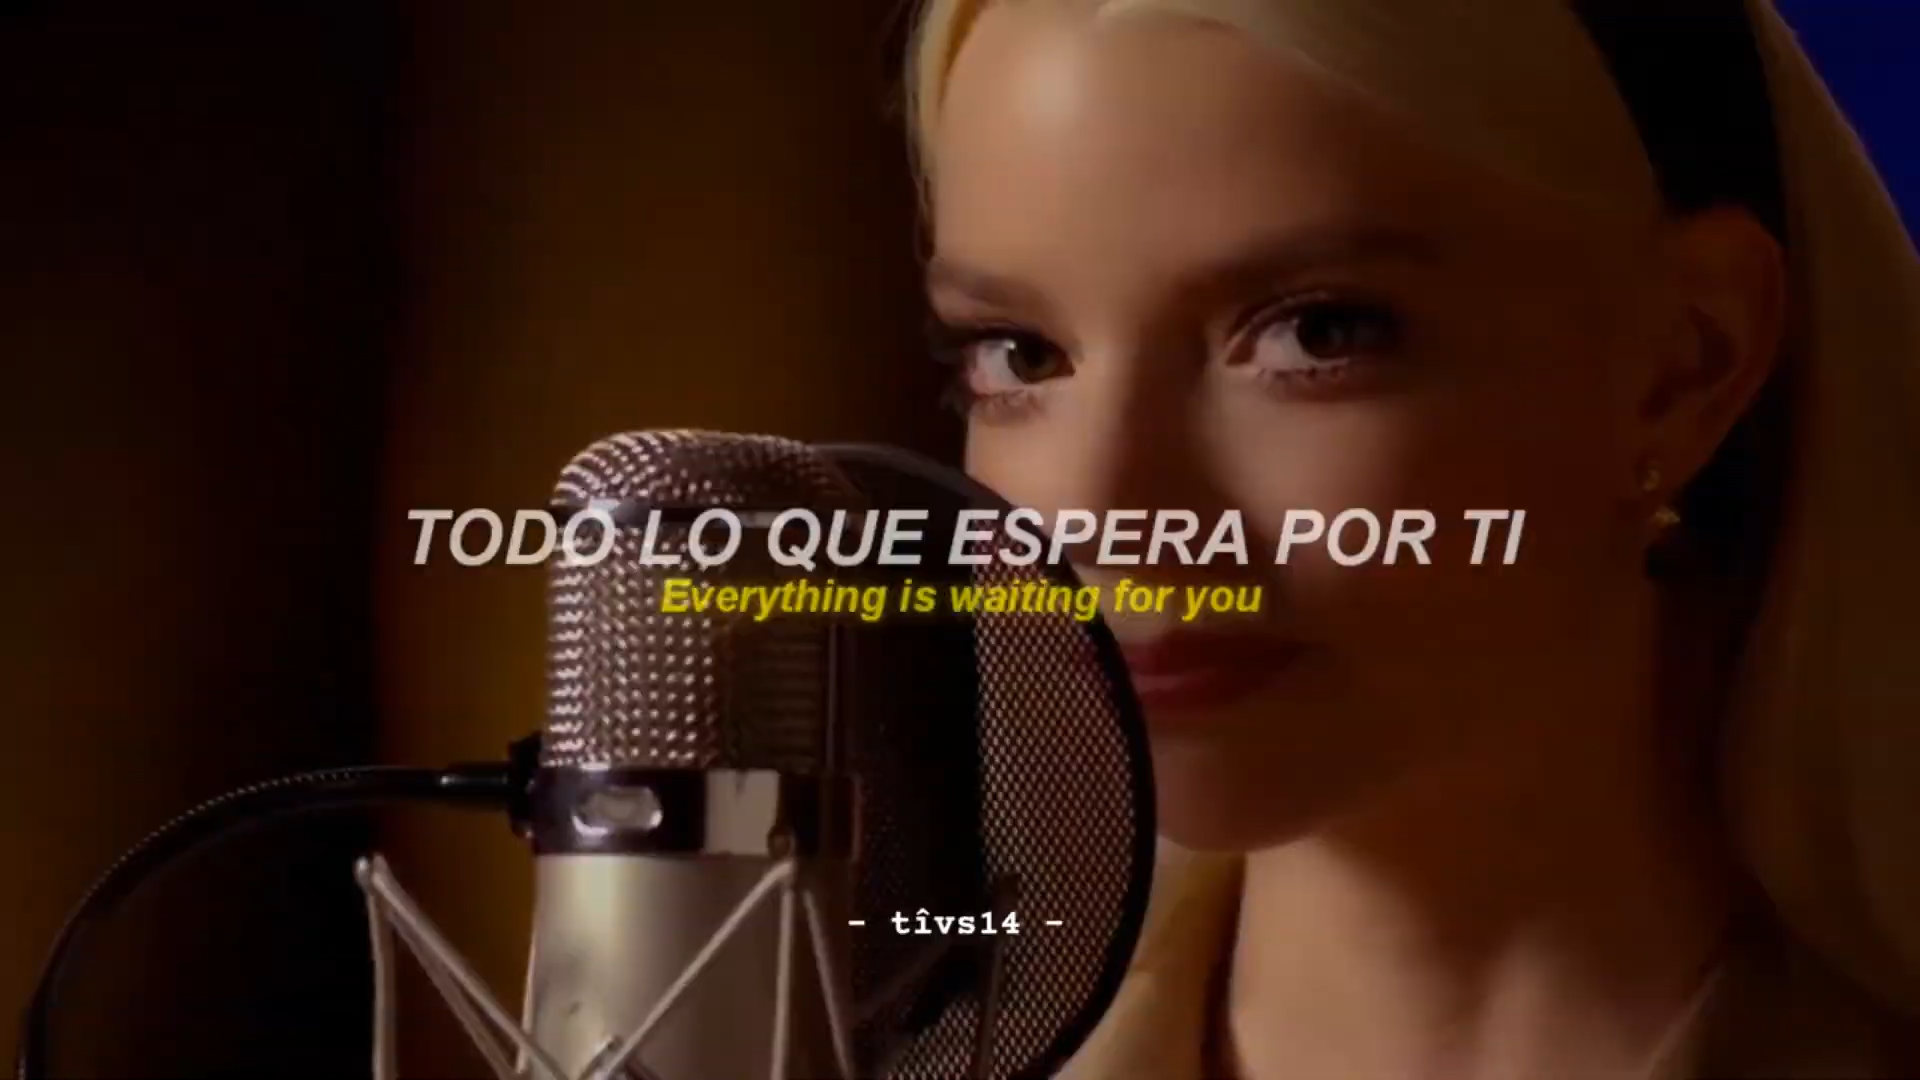 TODO LO QUE ESPERA POR TI
Everything is waiting for you
- tîvs14 -